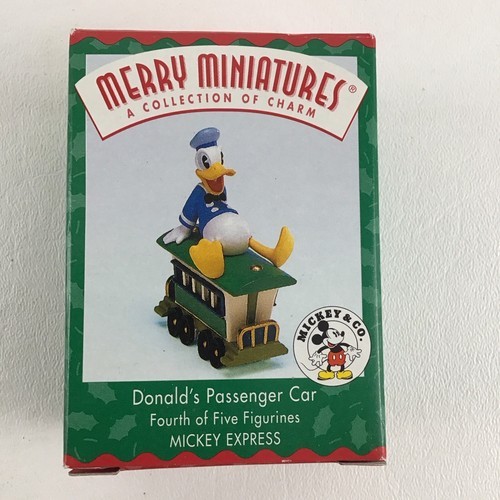 MERRY MINIATURES®
A COLLECTION OF CHARM
MICKEY & CO.
Donald's Passenger Car
Fourth of Five Figurines
MICKEY EXPRESS